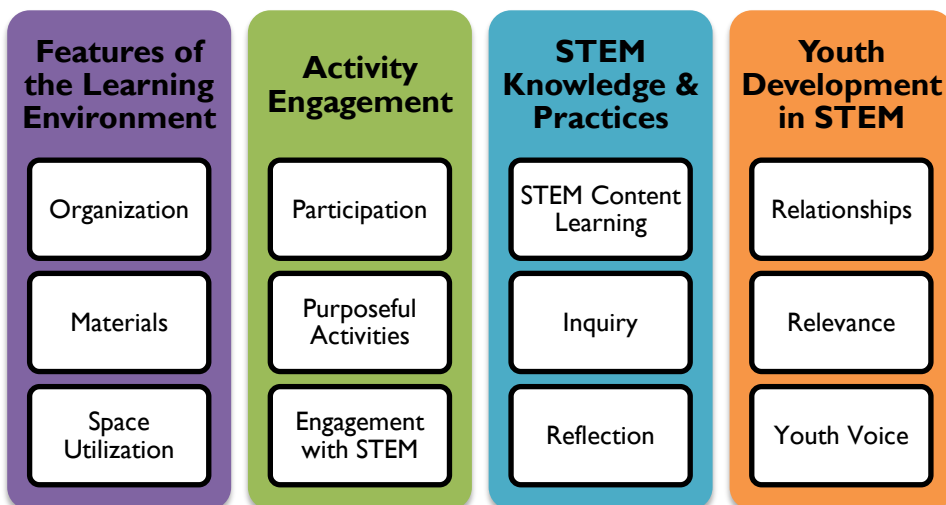 Features of
the Learning
Environment
Organization
Materials
Space
Utilization
Activity
Engagement
Participation
Purposeful
Activities
Engagement
with STEM
STEM
Knowledge &
Practices
STEM Content
Learning
Inquiry
Reflection
Youth
Development
in STEM
Relationships
Relevance
Youth Voice